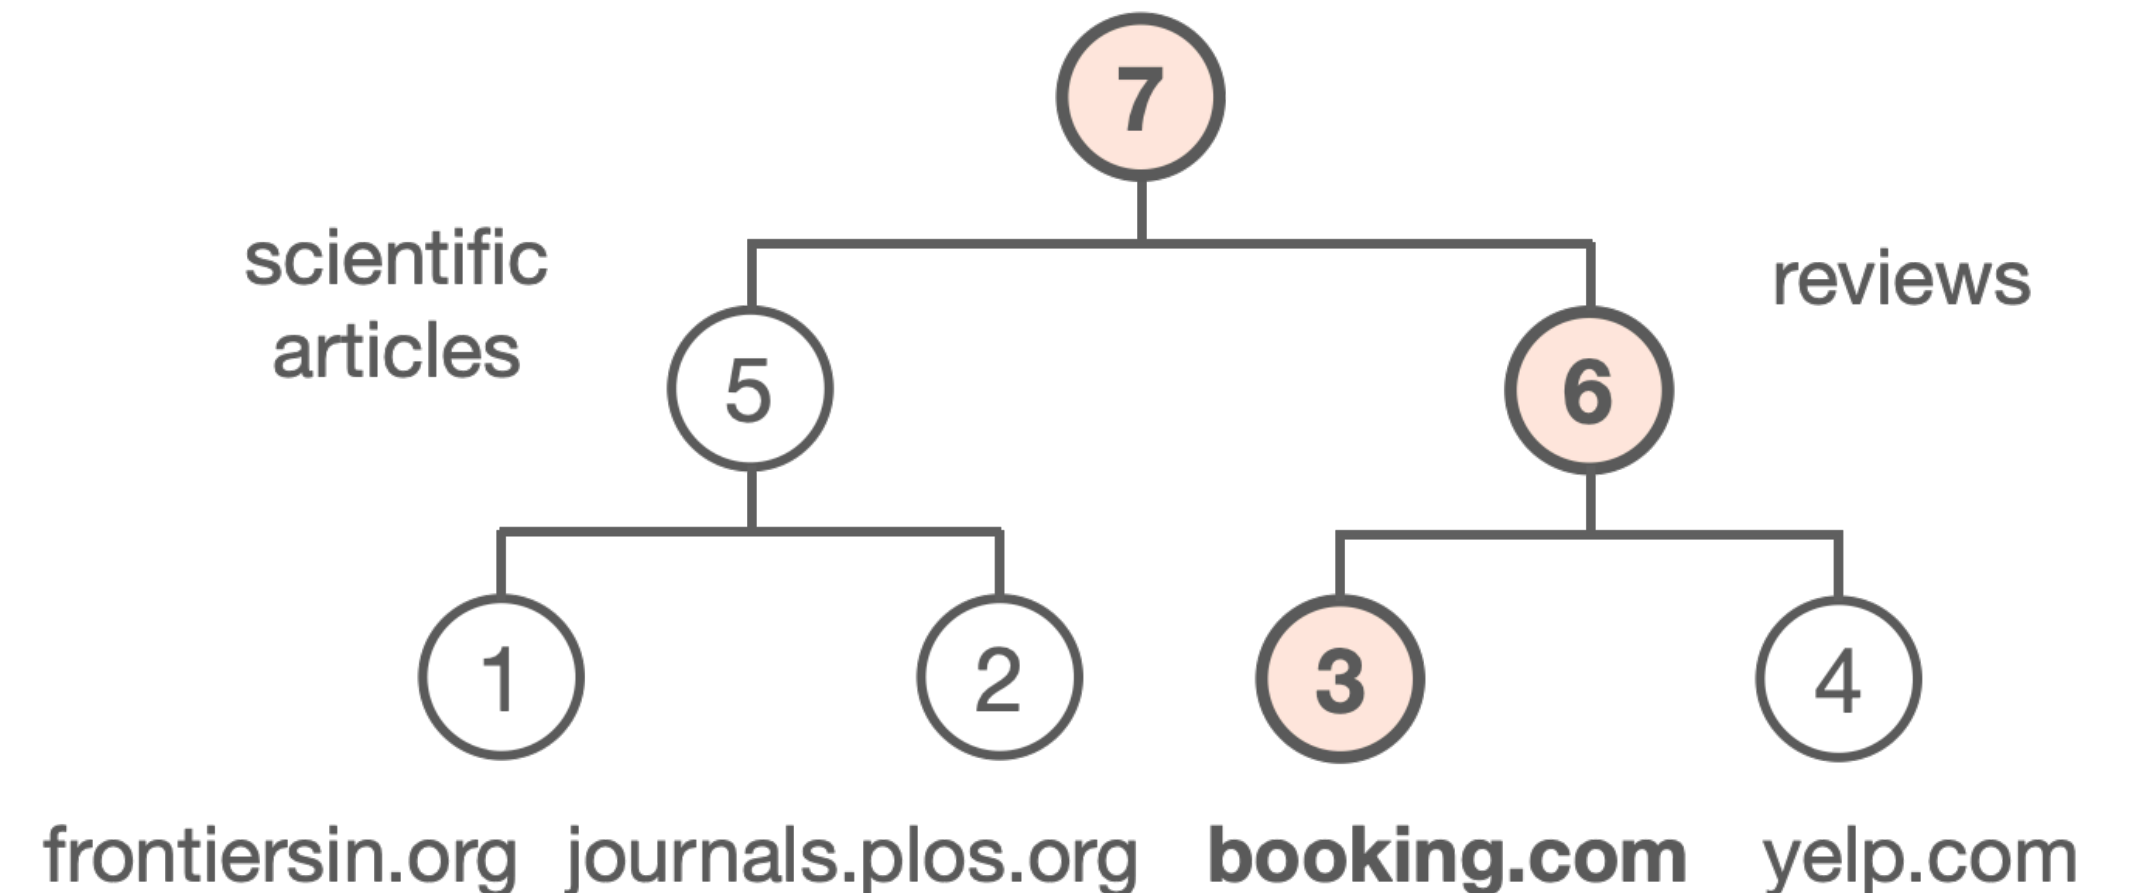 7
scientific
articles
reviews
5
6
1
2
3
4
frontiersin.org
journals.plos.org
booking.com
yelp.com